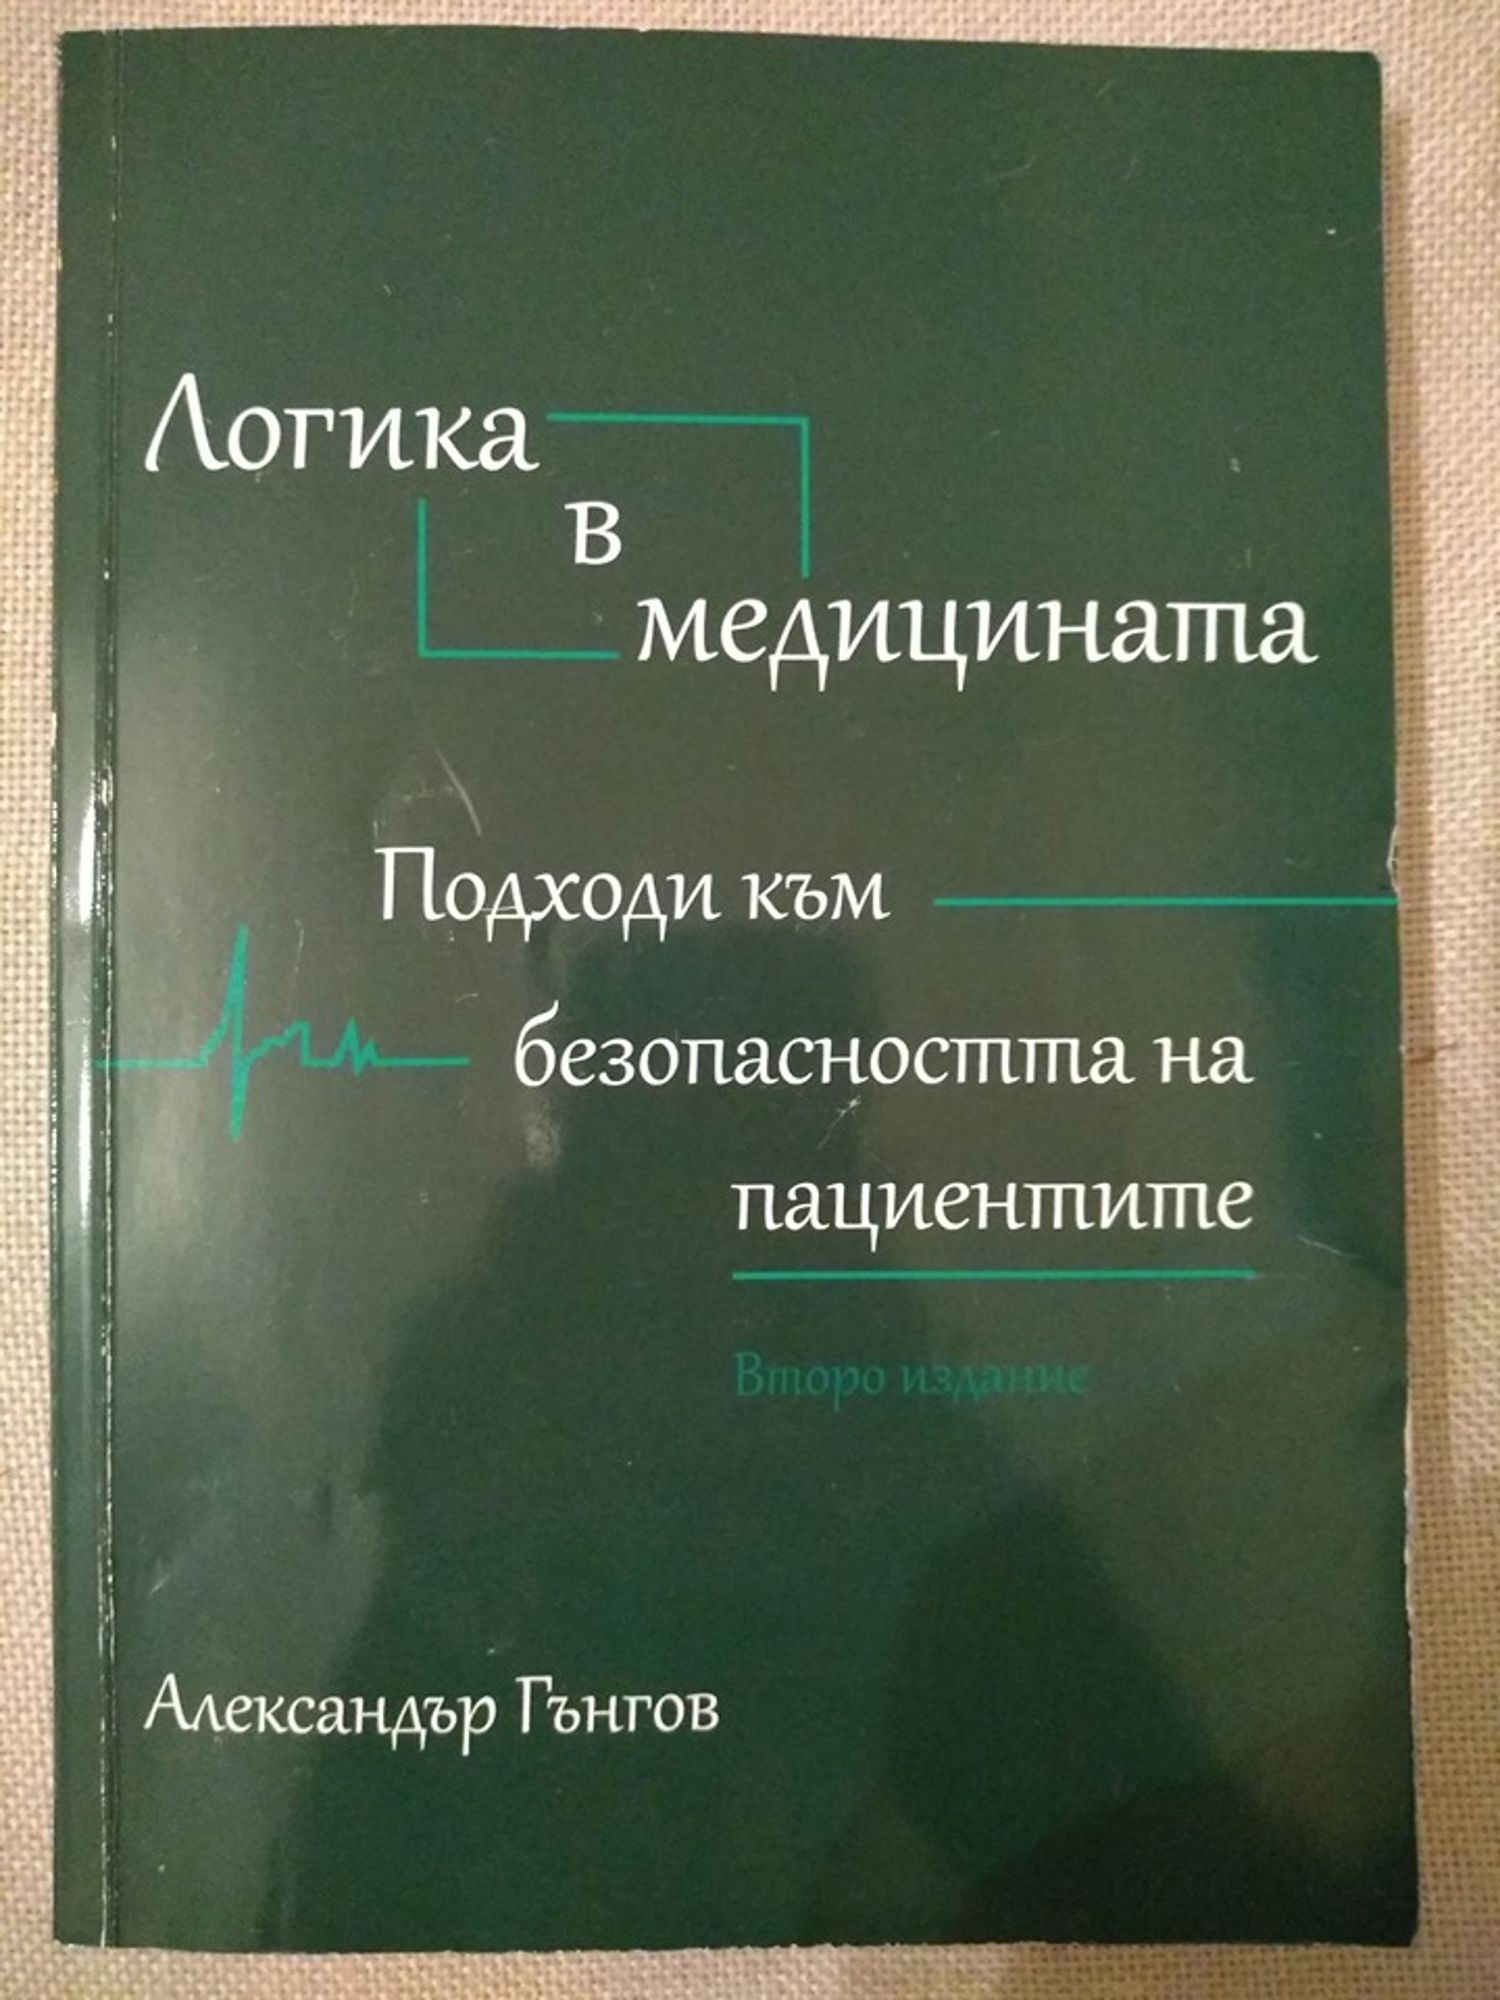 Логика
в
медицината
Подходи към
безопасността на
пациентите
Второ издание
Александър Гънгов